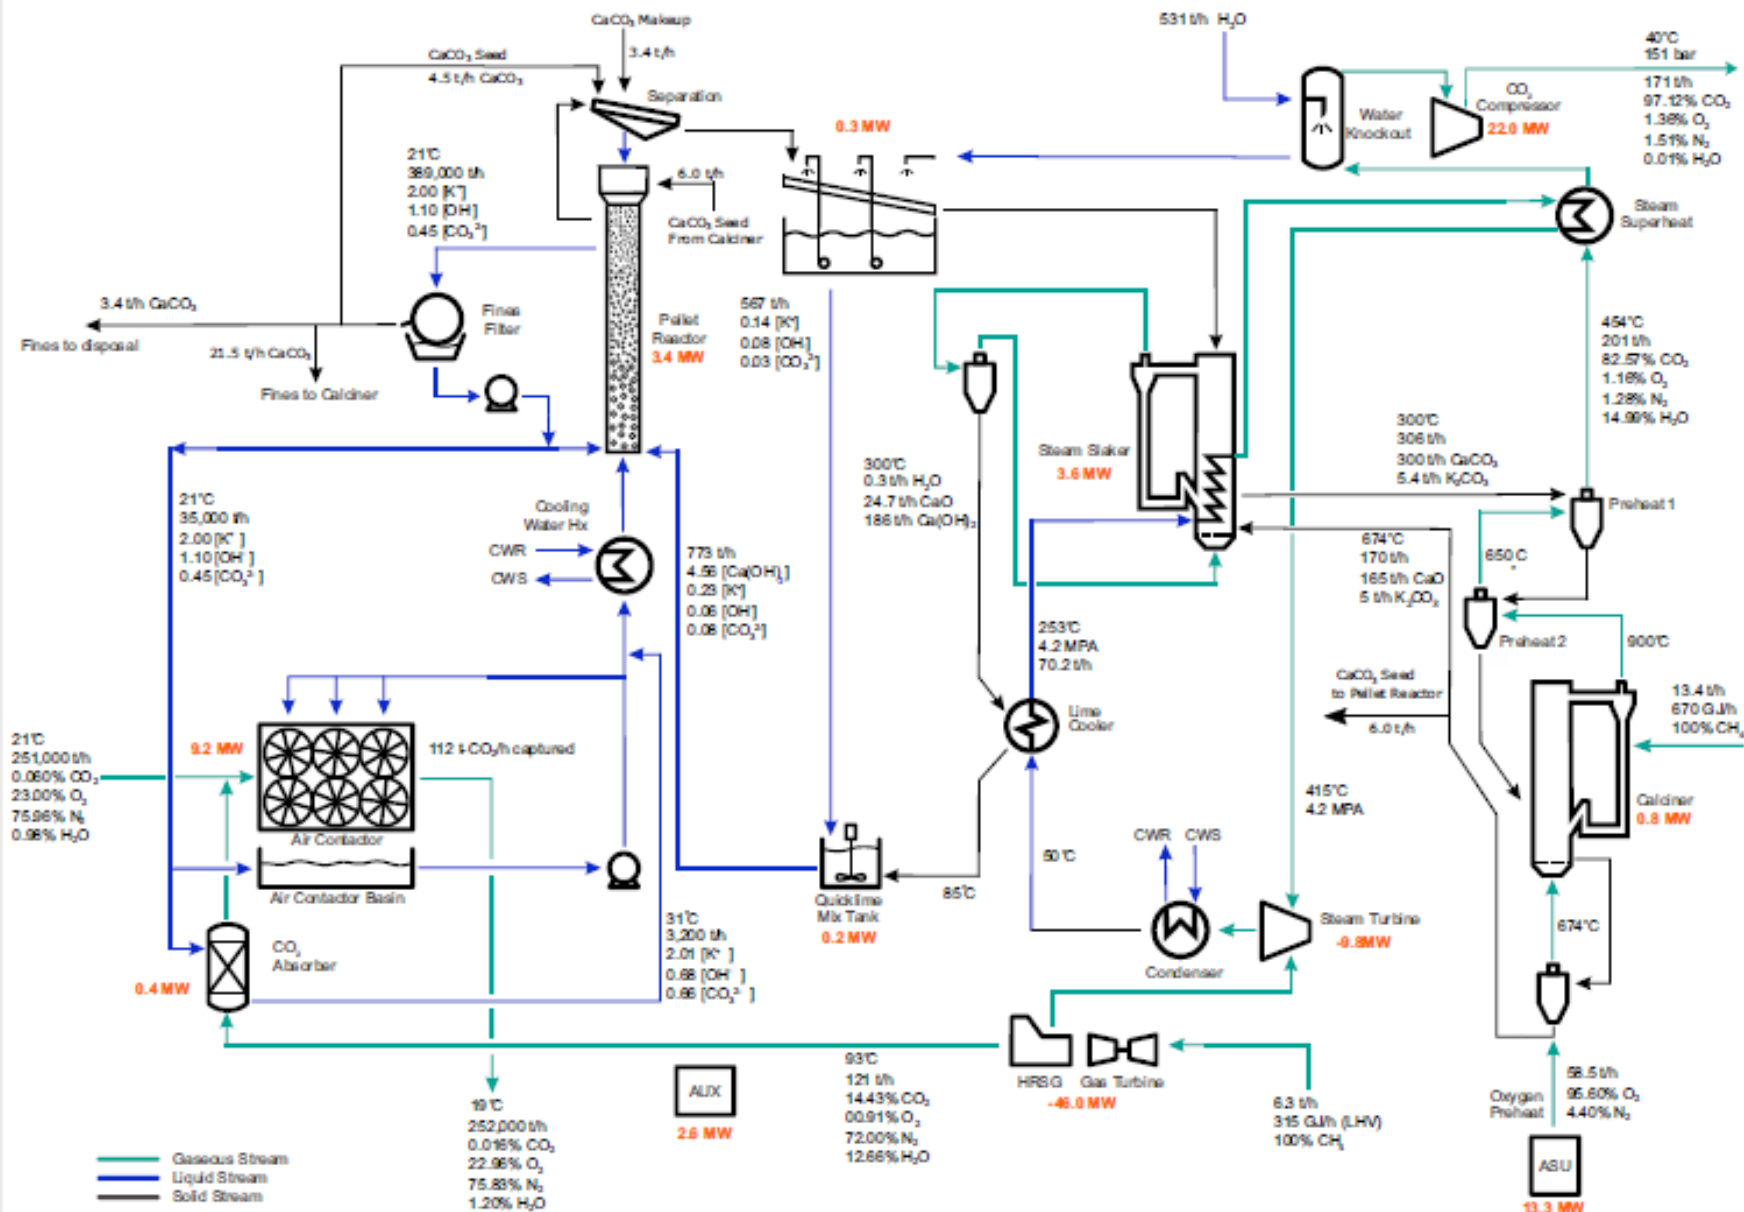 CaCO₃ Makeup
3.4 t/h
CaCO₃ Seed
4.5 t/h CaCO₃
Separation
0.3 MW
531 t/h H₂O
Water
Knockout
CO₂
Compressor
22.0 MW
40°C
151 bar
171 t/h
97.12% CO₂
1.36% O₂
1.51% N₂
0.01% H₂O
Steam
Superheat
21°C
389,000 t/h
2.00 [K⁺]
1.10 [OH]
0.45 [CO₃²]
6.0 t/h
CaCO₃ Seed
From Calciner
3.4 t/h CaCO₃
Fines to disposal
21.5 t/h CaCO₃
Fines to Calciner
Fines
Filter
Pellet
Reactor
3.4 MW
567 t/h
0.14 [K⁺]
0.08 [OH]
0.03 [CO₃²]
454°C
201 t/h
82.57% CO₂
1.16% O₂
1.28% N₂
14.99% H₂O
Steam Slaker
3.6 MW
300°C
306 t/h
300 t/h CaCO₃
5.4 t/h K₂CO₃
Preheat 1
300°C
0.3 t/h H₂O
24.7 t/h CaO
186 t/h Ca(OH)₂
21°C
35,000 t/h
2.00 [K⁺ ]
1.10 [OH⁻]
0.45 [CO₃²⁻ ]
Cooling
Water Hx
CWR
CWS
773 t/h
4.56 [Ca(OH)₂]
0.23 [K⁺]
0.06 [OH]
0.08 [CO₃²]
674°C
170 t/h
165 t/h CaO
5 t/h K₂CO₃
650 C
Preheat 2
900°C
253°C
4.2 MPA
70.2 t/h
CaCO₃ Seed
to Pellet Reactor
6.0 t/h
Lime
Cooler
13.4 t/h
670 GJ/h
100% CH₄
21°C
251,000 t/h
0.060% CO₂
23.00% O₂
75.96% N₂
0.98% H₂O
9.2 MW
112 t-CO₂/h captured
Air Contactor
Air Contactor Basin
415°C
4.2 MPA
Calciner
0.8 MW
CWR CWS
50°C
85°C
Quicklime
Mix Tank
0.2 MW
Condenser
Steam Turbine
-9.8MW
674°C
CO₂
Absorber
0.4 MW
31°C
3,200 t/h
2.01 [K⁺ ]
0.68 [OH⁻ ]
0.66 [CO₃²⁻ ]
HRSG Gas Turbine
-46.0 MW
93°C
121 t/h
14.43% CO₂
00.91% O₂
72.00% N₂
12.66% H₂O
6.3 t/h
315 GJ/h (LHV)
100% CH₄
Oxygen
Preheat
58.5 t/h
95.60% O₂
4.40% N₂
ASU
13.3 MW
AUX
2.6 MW
19°C
252,000 t/h
0.016% CO₂
22.96% O₂
75.83% N₂
1.20% H₂O
Gaseous Stream
Liquid Stream
Solid Stream